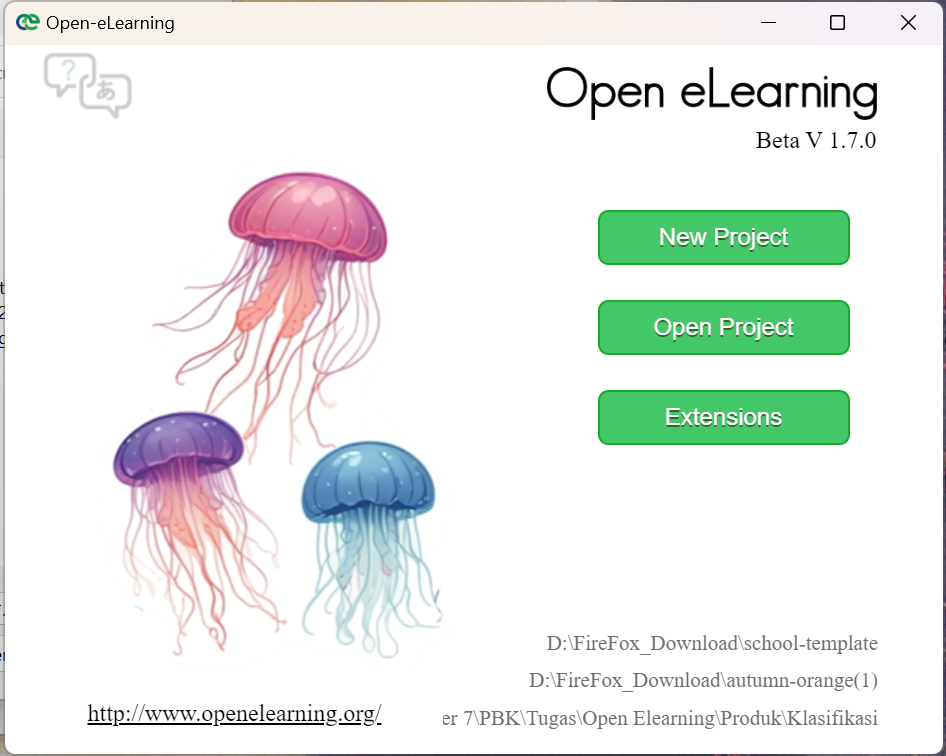 Open-eLearning
? あ
Open eLearning
Beta V 1.7.0
New Project
Open Project
Extensions
D:\FireFox_Download\school-template
D:\FireFox_Download\autumn-orange(1)
http://www.openelearning.org/
er 7\PBK\Tugas\Open Elearning\Produk\Klasifikasi